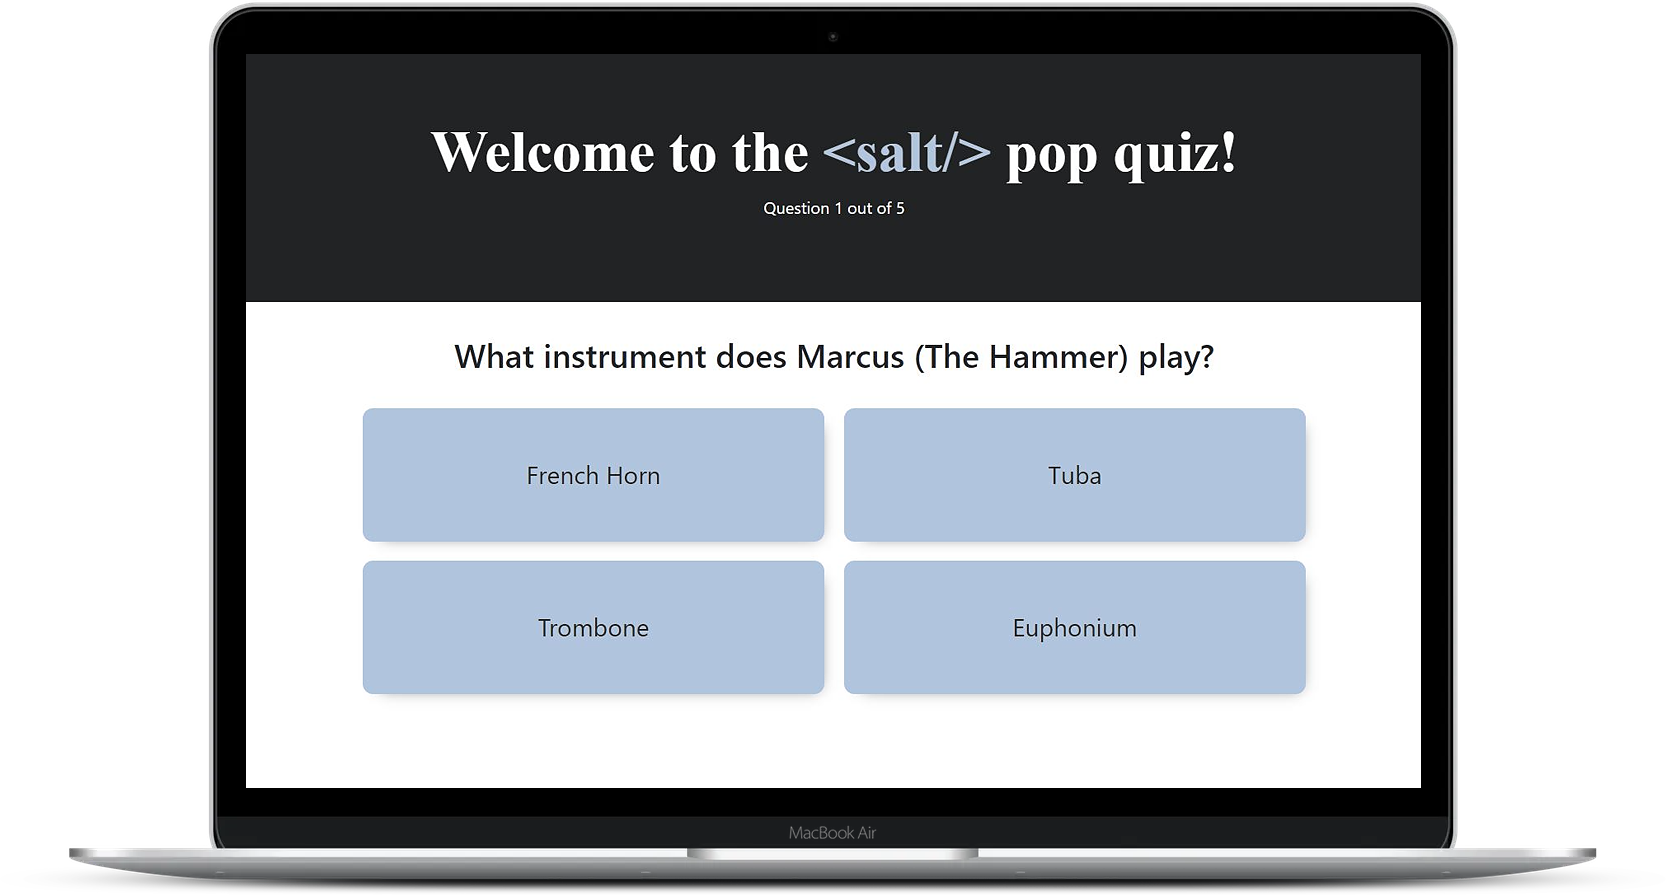 Welcome to the <salt/> pop quiz!
Question 1 out of 5
What instrument does Marcus (The Hammer) play?
French Horn
Tuba
Trombone
Euphonium
MacBook Air